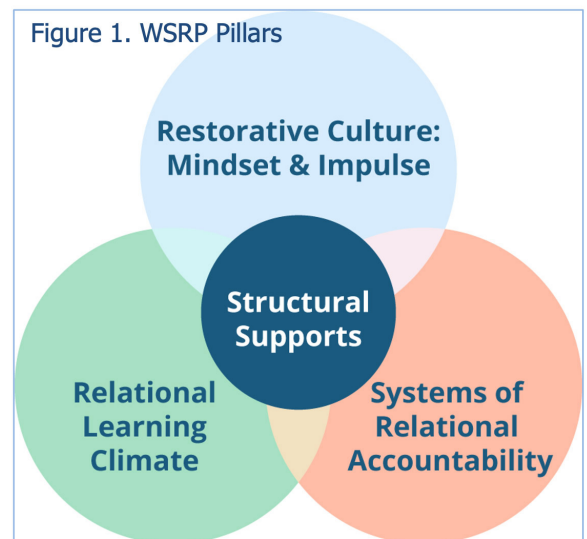 Figure 1. WSRP Pillars
Restorative Culture:
Mindset & Impulse
Structural
Supports
Relational
Learning
Climate
Systems of
Relational
Accountability